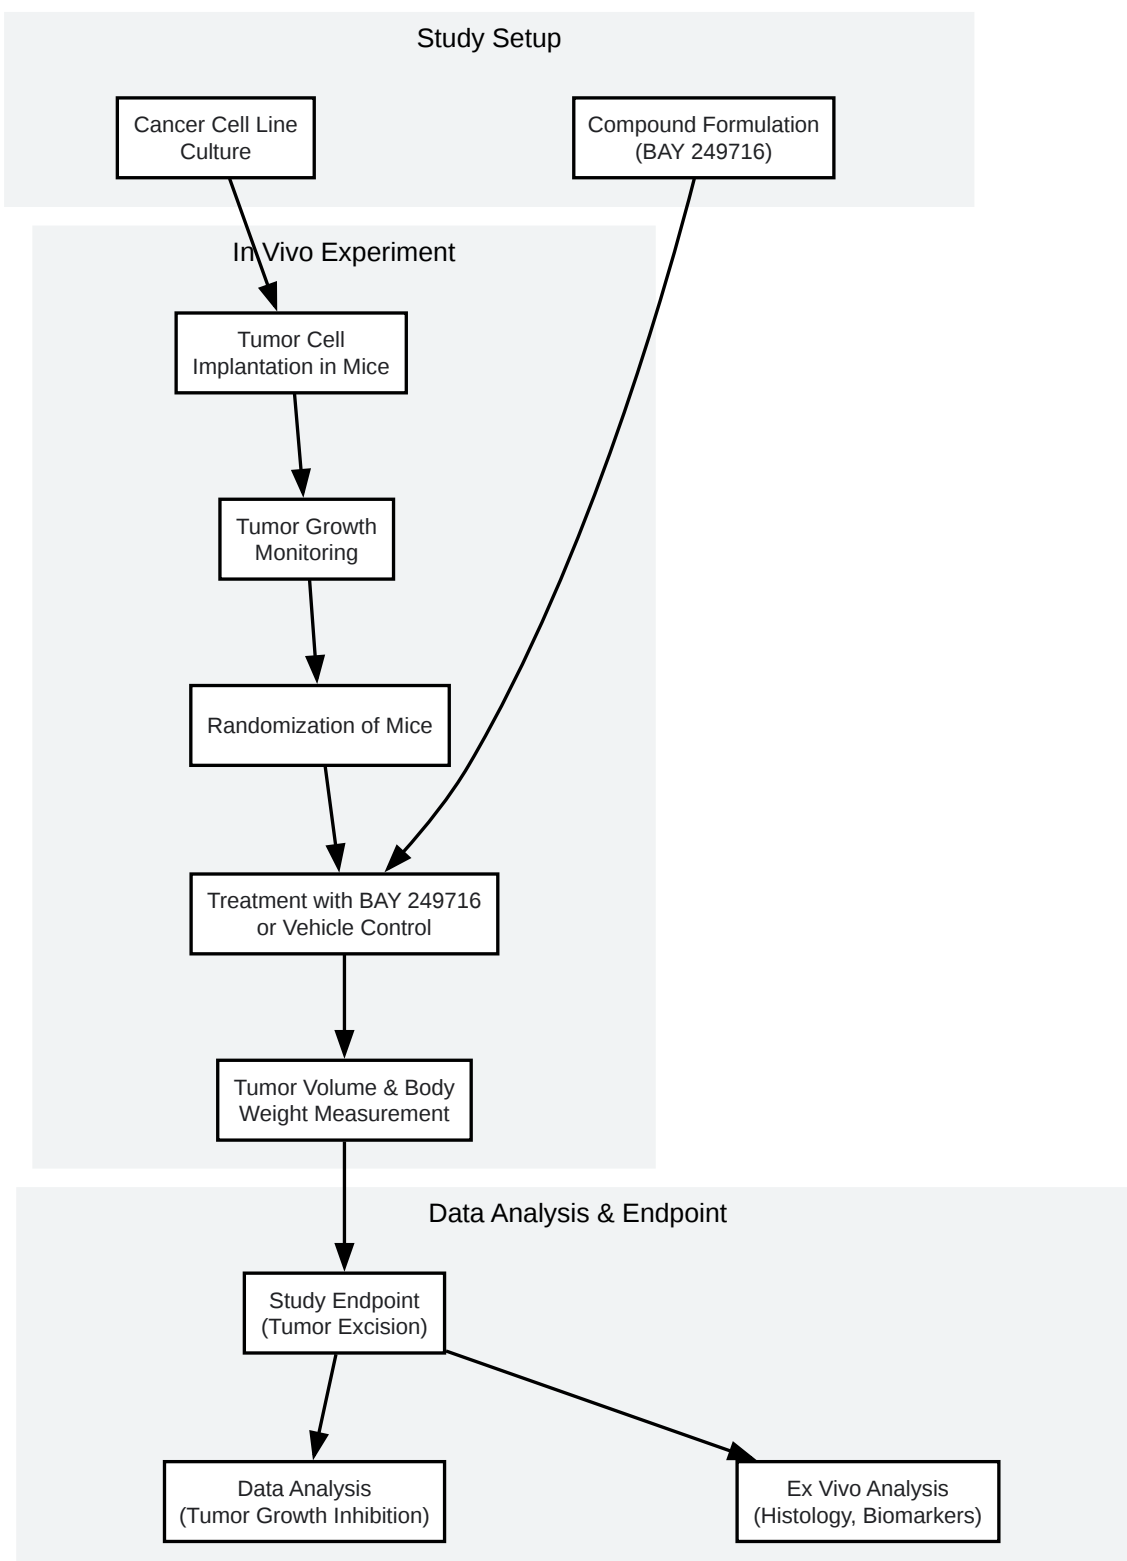 Study Setup
Cancer Cell Line
Culture
Compound Formulation
(BAY 249716)
In Vivo Experiment
Tumor Cell
Implantation in Mice
Tumor Growth
Monitoring
Randomization of Mice
Treatment with BAY 249716
or Vehicle Control
Tumor Volume & Body
Weight Measurement
Data Analysis & Endpoint
Study Endpoint
(Tumor Excision)
Data Analysis
(Tumor Growth Inhibition)
Ex Vivo Analysis
(Histology, Biomarkers)